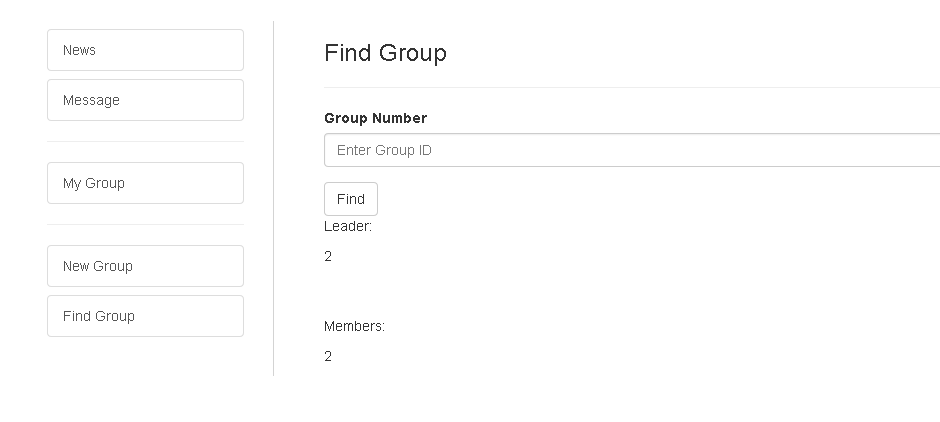 News
Message
My Group
New Group
Find Group
Find Group
Group Number
Enter Group ID
Find
Leader:
2
Members:
2